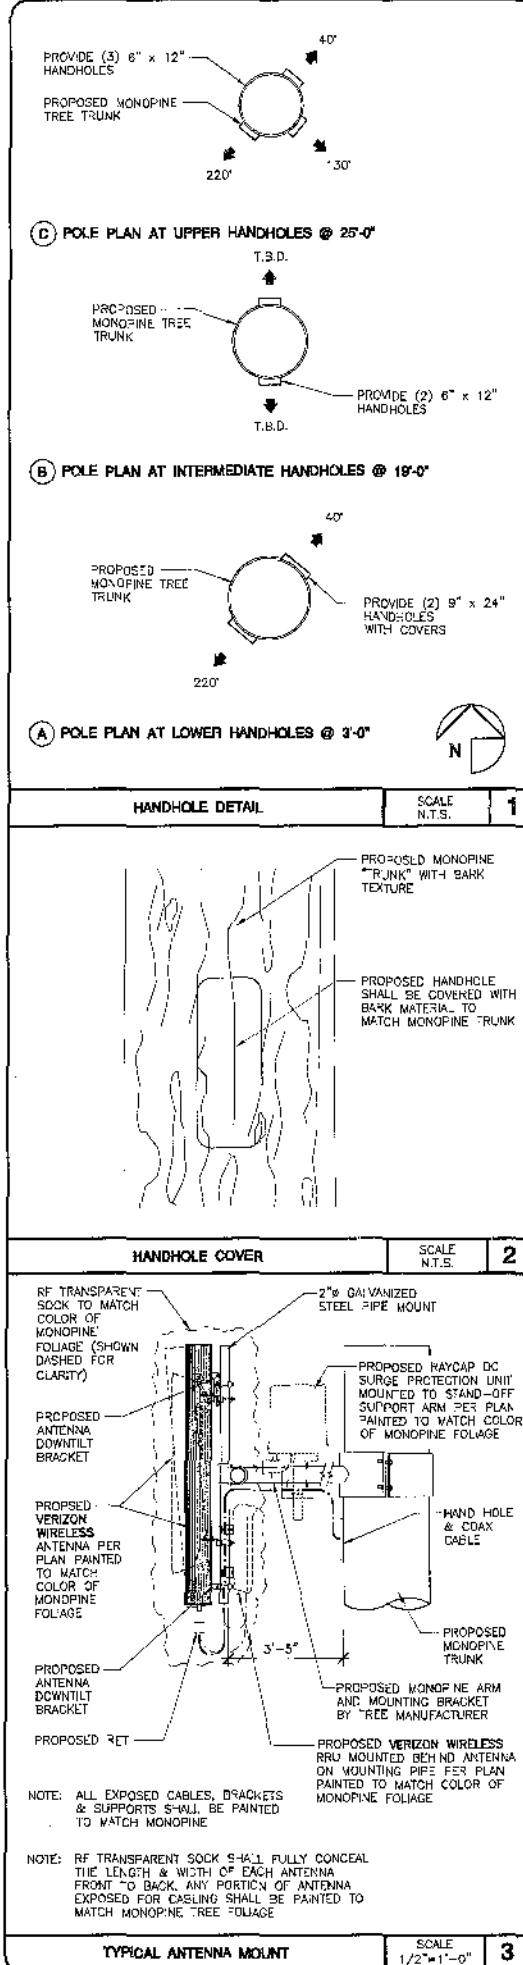 40°
PROVIDE (3) 6" x 12"
HANDHOLES
PROPOSED MONOPINE
TREE TRUNK
220°
130°
C POLE PLAN AT UPPER HANDHOLES @ 25'-0"
T.B.D.
PROPOSED
MONOPINE TREE
TRUNK
PROVIDE (2) 6" x 12"
HANDHOLES
T.B.D.
B POLE PLAN AT INTERMEDIATE HANDHOLES @ 19'-0"
40°
PROPOSED
MONOPINE TREE
TRUNK
PROVIDE (2) 9" x 24"
HANDHOLES
WITH COVERS
220°
A POLE PLAN AT LOWER HANDHOLES @ 3'-0"
N
HANDHOLE DETAIL
SCALE
N.T.S.
1
PROPOSED MONOPINE
"TRUNK" WITH BARK
TEXTURE
PROPOSED HANDHOLE
SHALL BE COVERED WITH
BARK MATERIAL TO
MATCH MONOPINE TRUNK
HANDHOLE COVER
SCALE
N.T.S.
2
RF TRANSPARENT
SOCK TO MATCH
COLOR OF
MONOPINE
FOLIAGE (SHOWN
DASHED FOR
CLARITY)
2"ø GALVANIZED
STEEL PIPE MOUNT
PROPOSED RAYCAP DC
SURGE PROTECTION UNIT
MOUNTED TO STAND-OFF
SUPPORT ARM PER PLAN
PAINTED TO MATCH COLOR
OF MONOPINE FOLIAGE
PROPOSED
ANTENNA
DOWNTILT
BRACKET
PROPSED
VERIZON
WIRELESS
ANTENNA PER
PLAN PAINTED
TO MATCH
COLOR OF
MONOPINE
FOLIAGE
HAND HOLE
& COAX
CABLE
PROPOSED
MONOPINE
TRUNK
3'-5"
PROPOSED
ANTENNA
DOWNTILT
BRACKET
PROPOSED MONOPINE ARM
AND MOUNTING BRACKET
BY TREE MANUFACTURER
PROPOSED RET
PROPOSED VERIZON WIRELESS
RRU MOUNTED BEHIND ANTENNA
ON MOUNTING PIPE PER PLAN
PAINTED TO MATCH COLOR OF
MONOPINE FOLIAGE
NOTE: ALL EXPOSED CABLES, BRACKETS
& SUPPORTS SHALL BE PAINTED
TO MATCH MONOPINE
NOTE: RF TRANSPARENT SOCK SHALL FULLY CONCEAL
THE LENGTH & WIDTH OF EACH ANTENNA
FRONT TO BACK. ANY PORTION OF ANTENNA
EXPOSED FOR CABLING SHALL BE PAINTED TO
MATCH MONOPINE TREE FOLIAGE
TYPICAL ANTENNA MOUNT
SCALE
1/2"=1'-0"
3